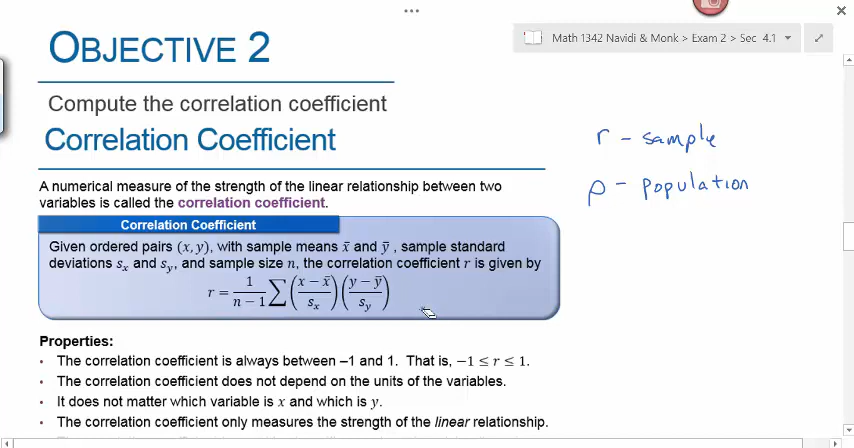 OBJECTIVE 2
Math 1342 Navidi & Monk > Exam 2 > Sec 4.1
Compute the correlation coefficient
Correlation Coefficient
r – sample
ρ – population
A numerical measure of the strength of the linear relationship between two
variables is called the correlation coefficient.
Correlation Coefficient
Given ordered pairs (x, y), with sample means x̄ and ȳ , sample standard
deviations sₓ and s_y, and sample size n, the correlation coefficient r is given by
r = 1/(n − 1) ∑ ((x − x̄)/sₓ) ((y − ȳ)/s_y)
Properties:
• The correlation coefficient is always between –1 and 1. That is, −1 ≤ r ≤ 1.
• The correlation coefficient does not depend on the units of the variables.
• It does not matter which variable is x and which is y.
• The correlation coefficient only measures the strength of the linear relationship.